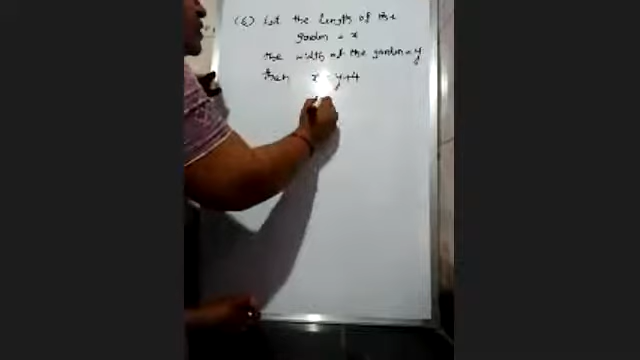 (6) Let the length of the
garden = x
the width of the garden = y
then x = y+4